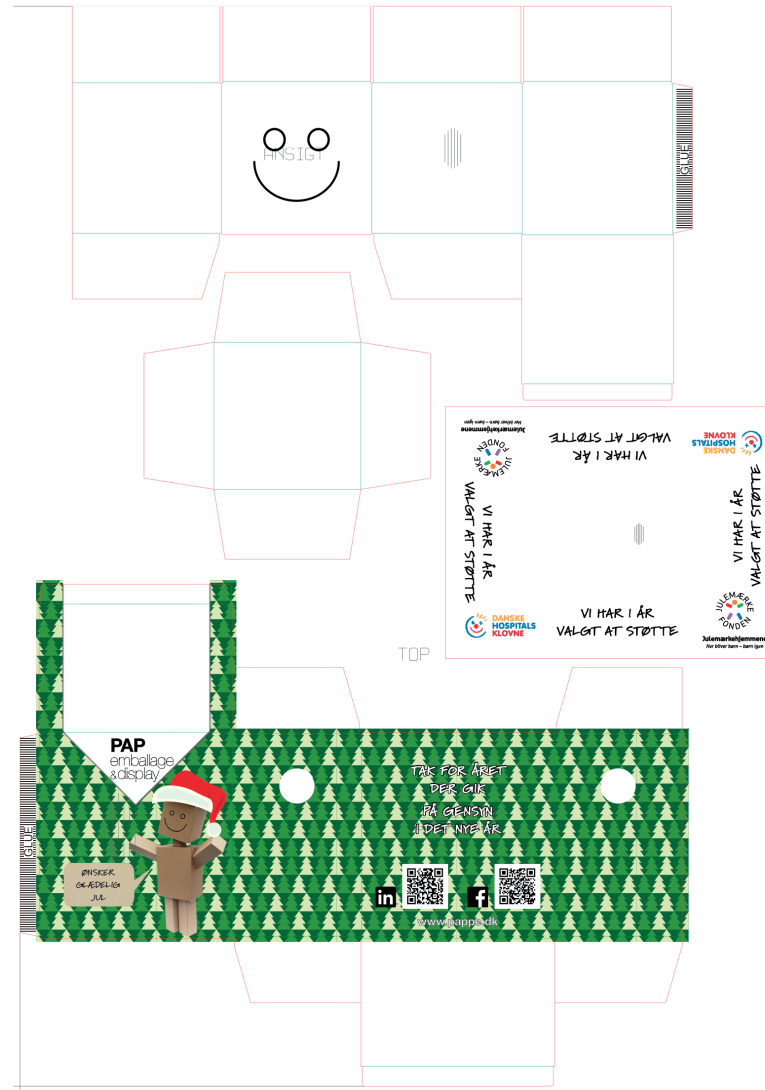 ANSIGT
GLUE
Julemærkehjemmene
Her bliver børn – børn igen
JULEMÆRKE
FONDEN
VI HAR I ÅR
VALGT AT STØTTE
DANSKE
HOSPITALS
KLOVNE
VI HAR I ÅR
VALGT AT STØTTE
VI HAR I ÅR
VALGT AT STØTTE
DANSKE
HOSPITALS
KLOVNE
VI HAR I ÅR
VALGT AT STØTTE
JULEMÆRKE
FONDEN
Julemærkehjemmene
Her bliver børn – børn igen
TOP
PAP
emballage
&display
TAK FOR ÅRET
DER GIK
PÅ GENSYN
I DET NYE ÅR
GLUE
ØNSKER
GLÆDELIG
JUL
in
f
www.pappe.dk